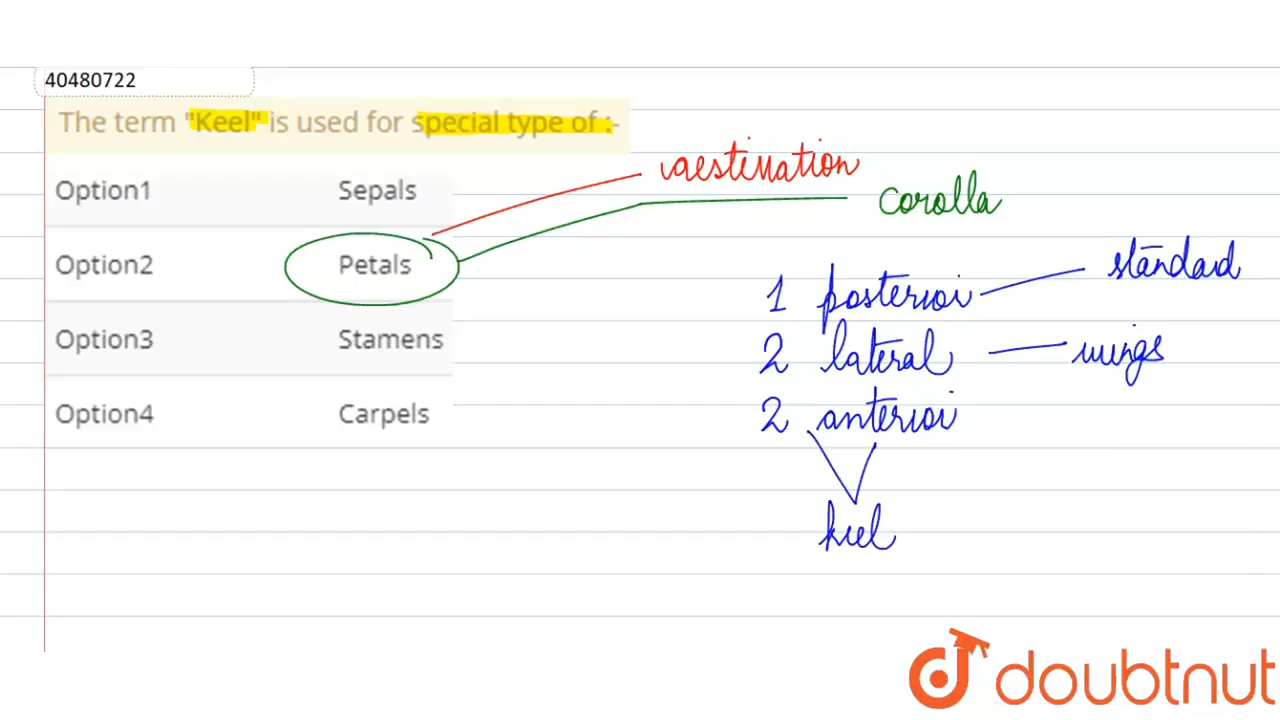 40480722
The term "Keel" is used for special type of :-
Option1 Sepals
Option2 Petals
Option3 Stamens
Option4 Carpels
aestivation
corolla
1 posterior standard
2 lateral wings
2 anterior
keel
doubtnut